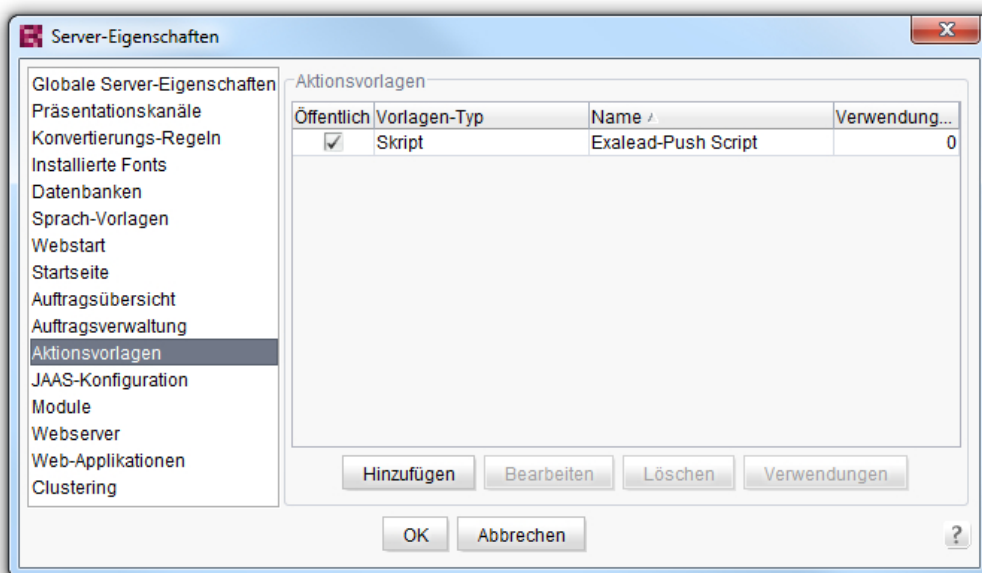 Server-Eigenschaften
Globale Server-Eigenschaften
Präsentationskanäle
Konvertierungs-Regeln
Installierte Fonts
Datenbanken
Sprach-Vorlagen
Webstart
Startseite
Auftragsübersicht
Auftragsverwaltung
Aktionsvorlagen
JAAS-Konfiguration
Module
Webserver
Web-Applikationen
Clustering
Aktionsvorlagen
Öffentlich Vorlagen-Typ Name Verwendung...
Skript Exalead-Push Script 0
Hinzufügen Bearbeiten Löschen Verwendungen
OK Abbrechen ?